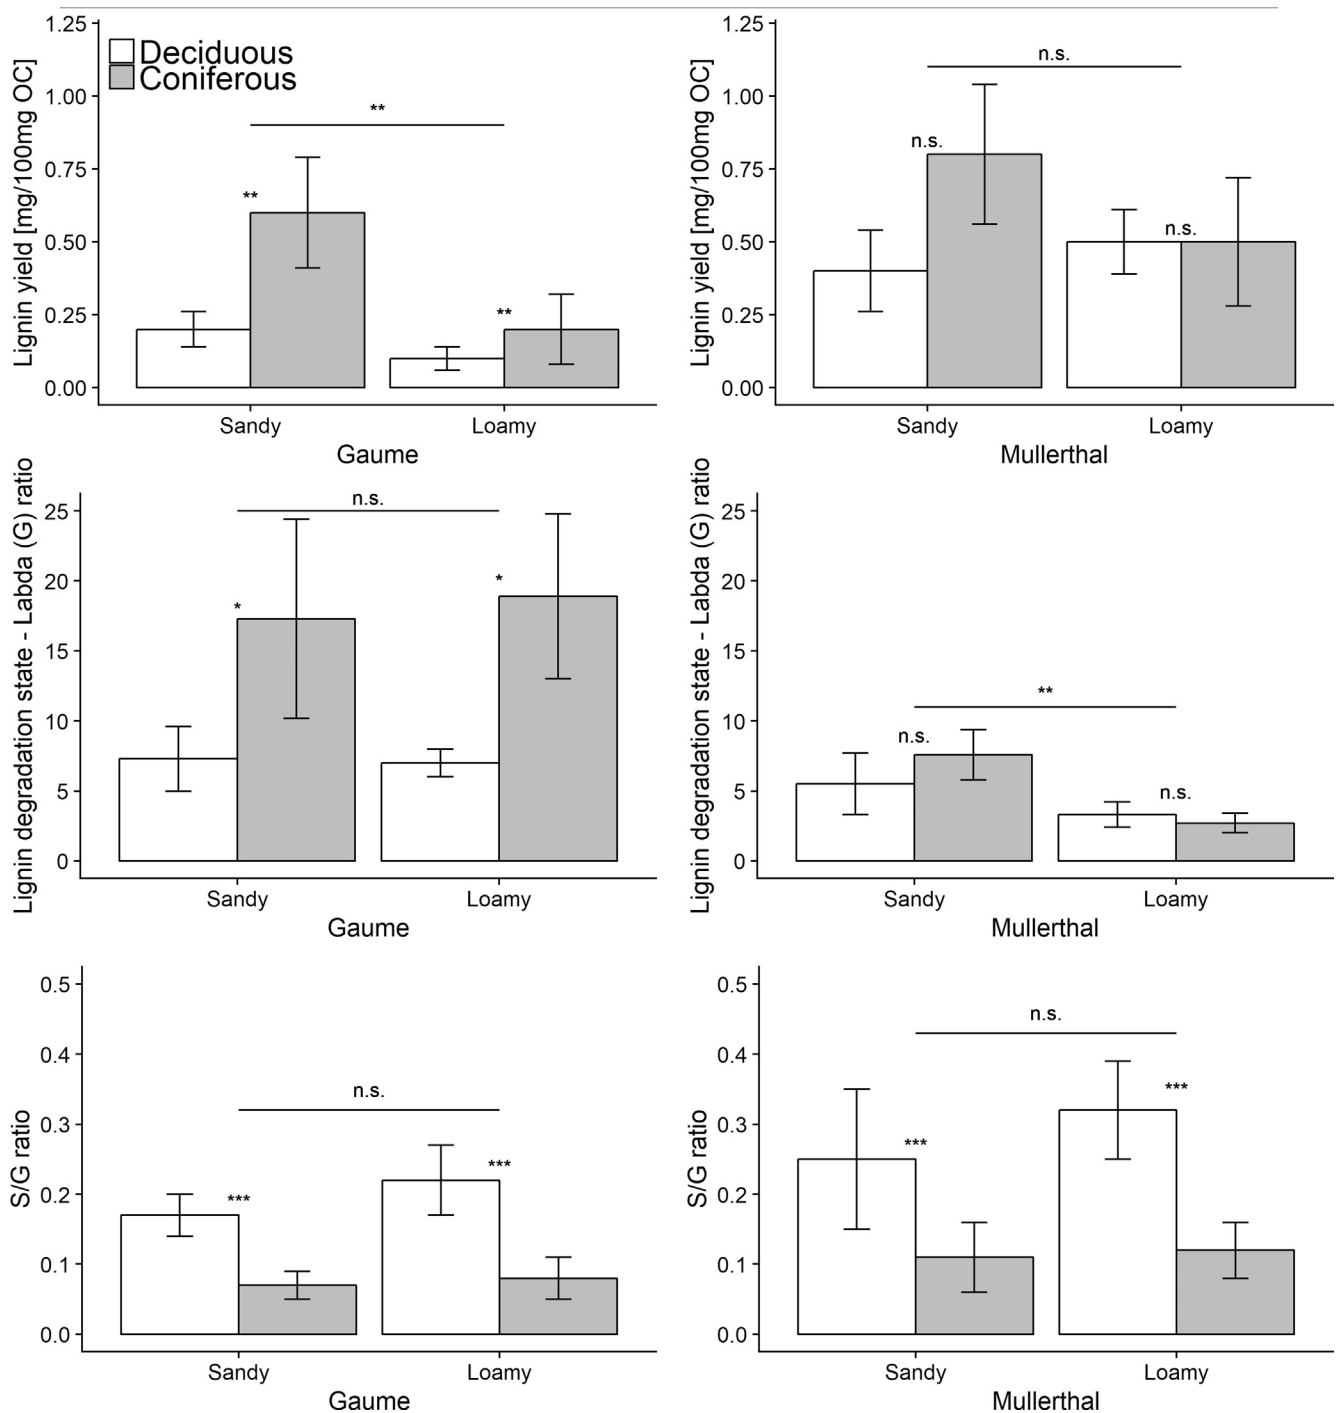 Lignin yield [mg/100mg OC]
1.25
1.00
0.75
0.50
0.25
0.00
Deciduous
Coniferous
**
**
**
Sandy
Loamy
Gaume
Lignin yield [mg/100mg OC]
1.25
1.00
0.75
0.50
0.25
0.00
n.s.
n.s.
n.s.
Sandy
Loamy
Mullerthal
Lignin degradation state - Labda (G) ratio
25
20
15
10
5
0
n.s.
*
*
Sandy
Loamy
Gaume
Lignin degradation state - Labda (G) ratio
25
20
15
10
5
0
**
n.s.
n.s.
Sandy
Loamy
Mullerthal
S/G ratio
0.5
0.4
0.3
0.2
0.1
0.0
n.s.
***
***
Sandy
Loamy
Gaume
S/G ratio
0.5
0.4
0.3
0.2
0.1
0.0
n.s.
***
***
Sandy
Loamy
Mullerthal